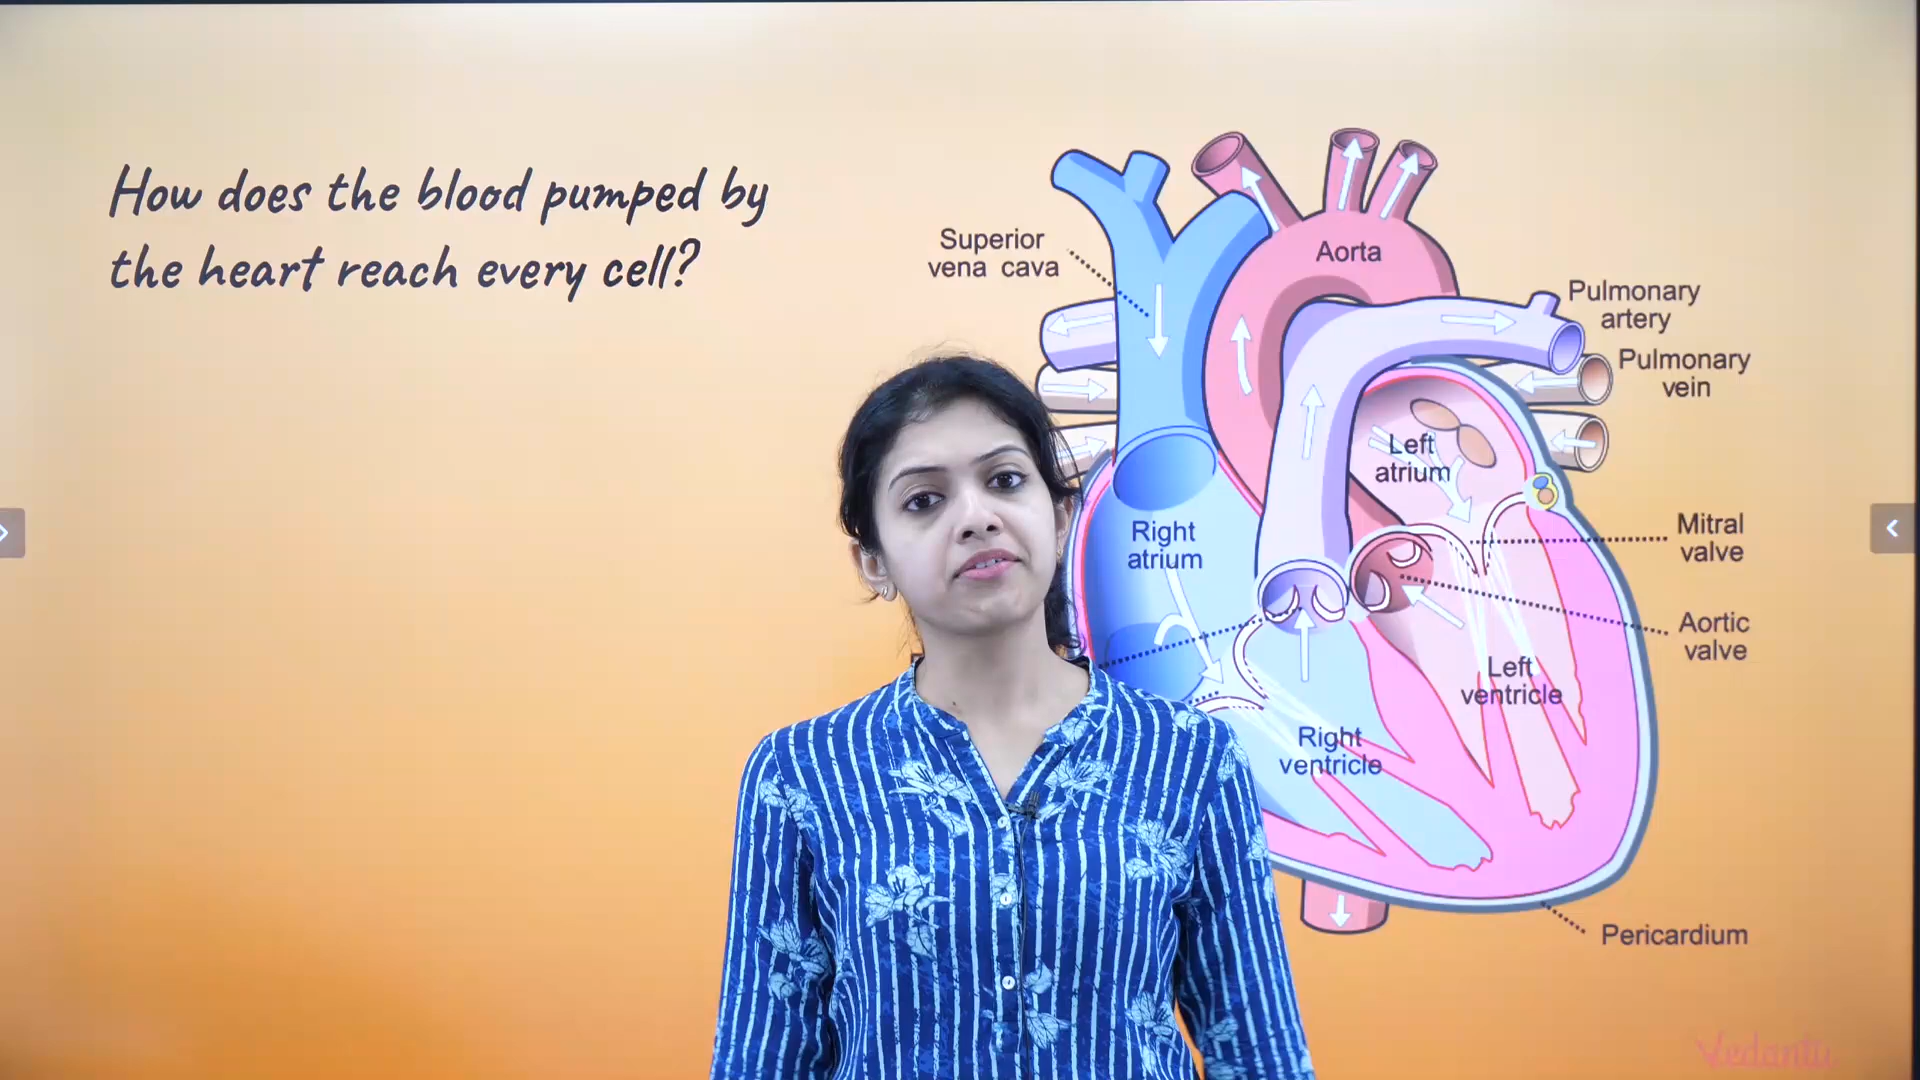 How does the blood pumped by
the heart reach every cell?
Superior
vena cava
Aorta
Pulmonary
artery
Pulmonary
vein
Left
atrium
Right
atrium
Mitral
valve
Aortic
valve
Left
ventricle
Right
ventricle
Pericardium
Vedantu